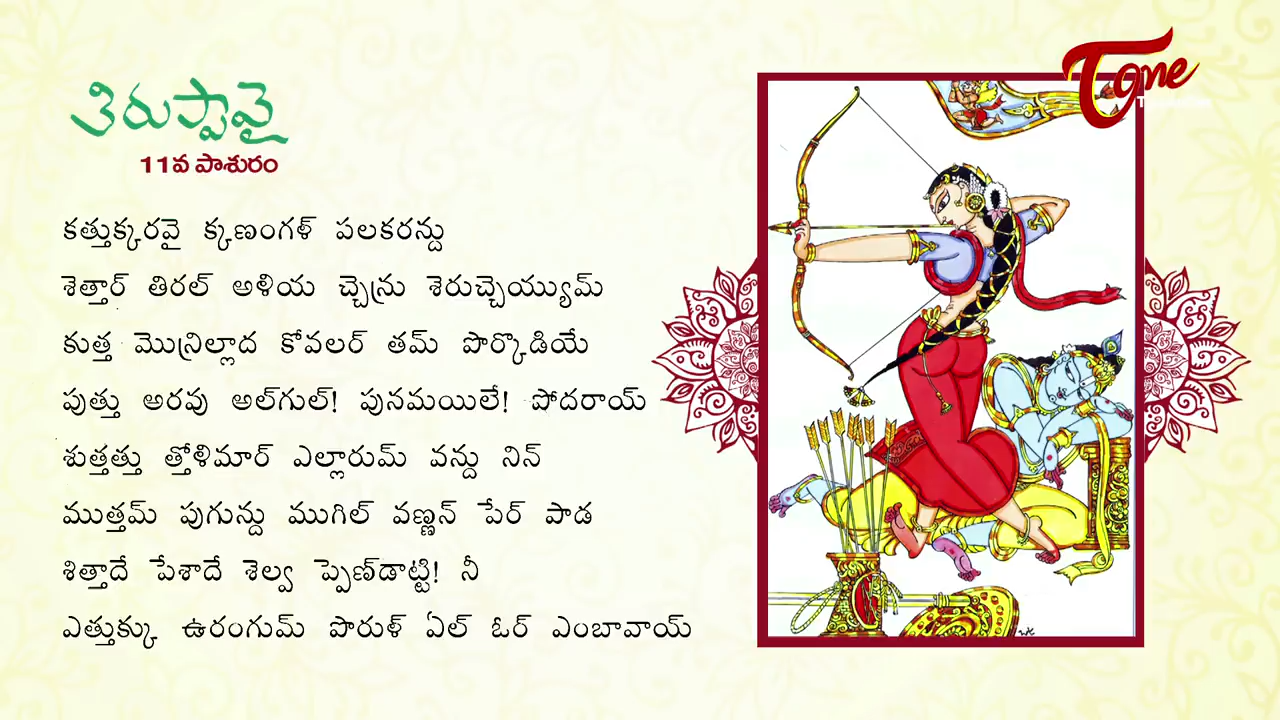 తిరుప్పావై
11వ పాశురం
కత్తుక్కరవై క్కణంగళ్ పలకరన్దు
శెత్తార్ తిరల్ అళియ చ్చెన్రు శెరుచ్చెయ్యుమ్
కుత్త మొన్రిల్లాద కోవలర్ తమ్ పొర్కొడియే
పుత్తు అరవు అల్‌గుల్! పునమయిలే! పోదరాయ్
శుత్తత్తు త్తోళిమార్ ఎల్లారుమ్ వన్దు నిన్
ముత్తమ్ పుగున్దు ముగిల్ వణ్ణన్ పేర్ పాడ
శిత్తాదే పేశాదే శెల్వ ప్పెణ్‌డాట్టి! నీ
ఎత్తుక్కు ఉరంగుమ్ పొరుళ్ ఏల్ ఓర్ ఎంబావాయ్
Tone